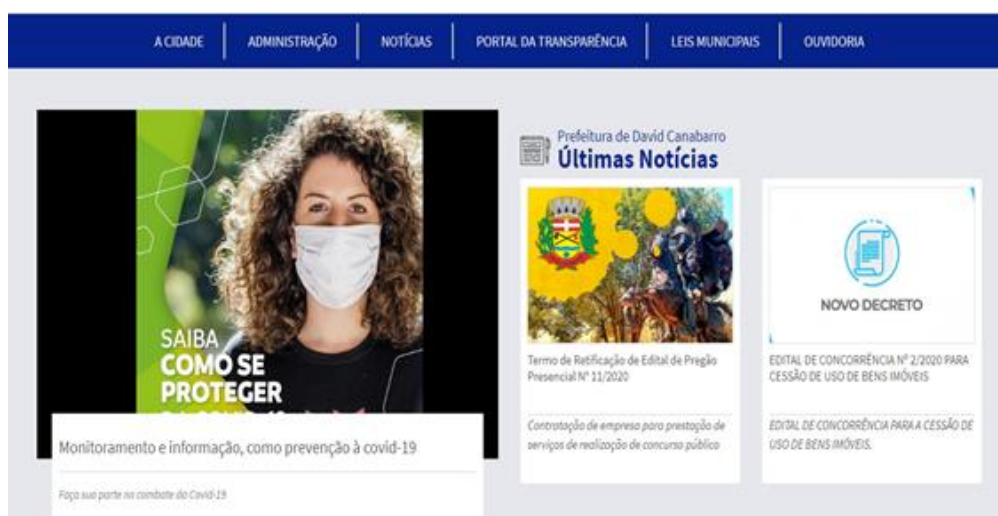 A CIDADE
ADMINISTRAÇÃO
NOTÍCIAS
PORTAL DA TRANSPARÊNCIA
LEIS MUNICIPAIS
OUVIDORIA
SAIBA
COMO SE
PROTEGER
Monitoramento e informação, como prevenção à covid-19
Faça sua parte no combate da Covid-19
Prefeitura de David Canabarro
Últimas Notícias
Termo de Retificação de Edital de Pregão
Presencial Nº 11/2020
Contratação de empresa para prestação de
serviços de realização de concurso público
NOVO DECRETO
EDITAL DE CONCORRÊNCIA Nº 2/2020 PARA
CESSÃO DE USO DE BENS IMÓVEIS
EDITAL DE CONCORRÊNCIA PARA A CESSÃO DE
USO DE BENS IMÓVEIS.